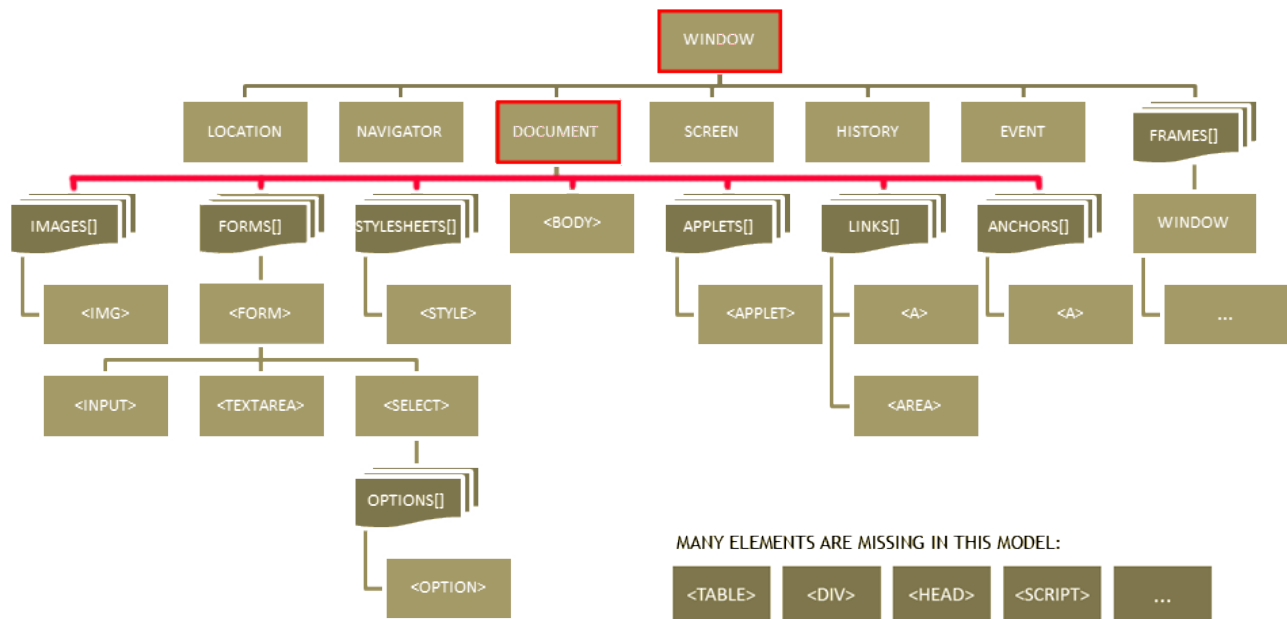 WINDOW
LOCATION
NAVIGATOR
DOCUMENT
SCREEN
HISTORY
EVENT
FRAMES[]
IMAGES[]
FORMS[]
STYLESHEETS[]
<BODY>
APPLETS[]
LINKS[]
ANCHORS[]
WINDOW
<IMG>
<FORM>
<STYLE>
<APPLET>
<A>
<A>
...
<INPUT>
<TEXTAREA>
<SELECT>
<AREA>
OPTIONS[]
<OPTION>
MANY ELEMENTS ARE MISSING IN THIS MODEL:
<TABLE>
<DIV>
<HEAD>
<SCRIPT>
...